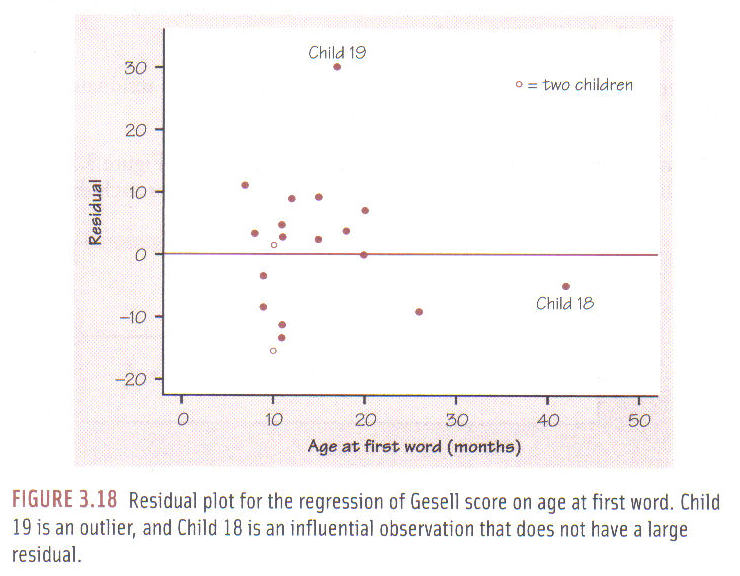 Child 19
30
= two children
20
10
Residual
0
Child 18
−10
−20
0 10 20 30 40 50
Age at first word (months)
FIGURE 3.18 Residual plot for the regression of Gesell score on age at first word. Child
19 is an outlier, and Child 18 is an influential observation that does not have a large
residual.